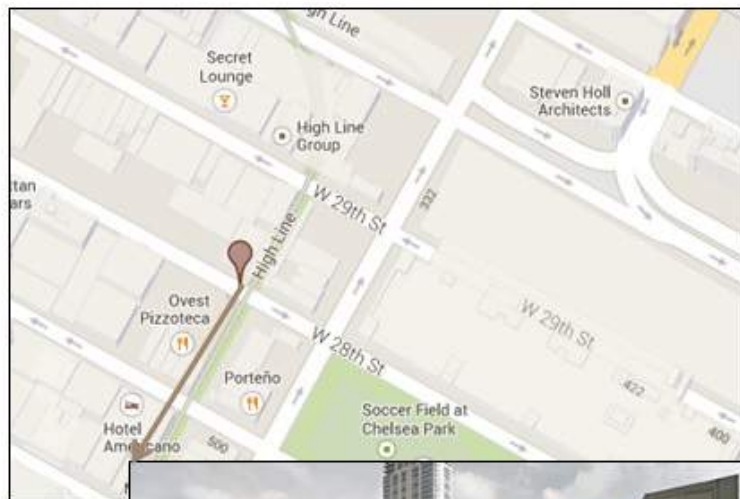 High Line
Secret
Lounge
High Line
Group
Steven Holl
Architects
W 29th St
332
High Line
Ovest
Pizzoteca
W 28th St
W 29th St
Porteño
422
400
Soccer Field at
Chelsea Park
Hotel
Americano
500